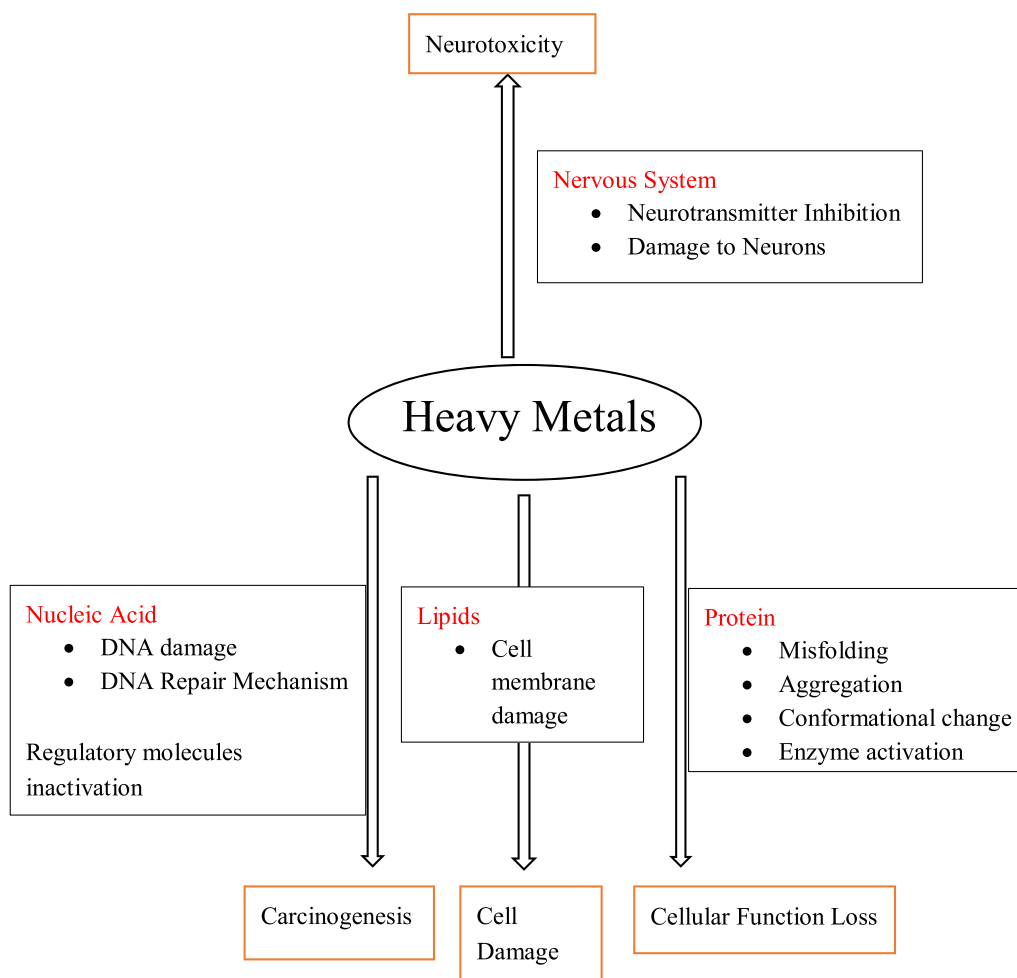 Neurotoxicity
Nervous System
• Neurotransmitter Inhibition
• Damage to Neurons
Heavy Metals
Nucleic Acid
• DNA damage
• DNA Repair Mechanism
Regulatory molecules
inactivation
Lipids
• Cell
membrane
damage
Protein
• Misfolding
• Aggregation
• Conformational change
• Enzyme activation
Carcinogenesis
Cell
Damage
Cellular Function Loss